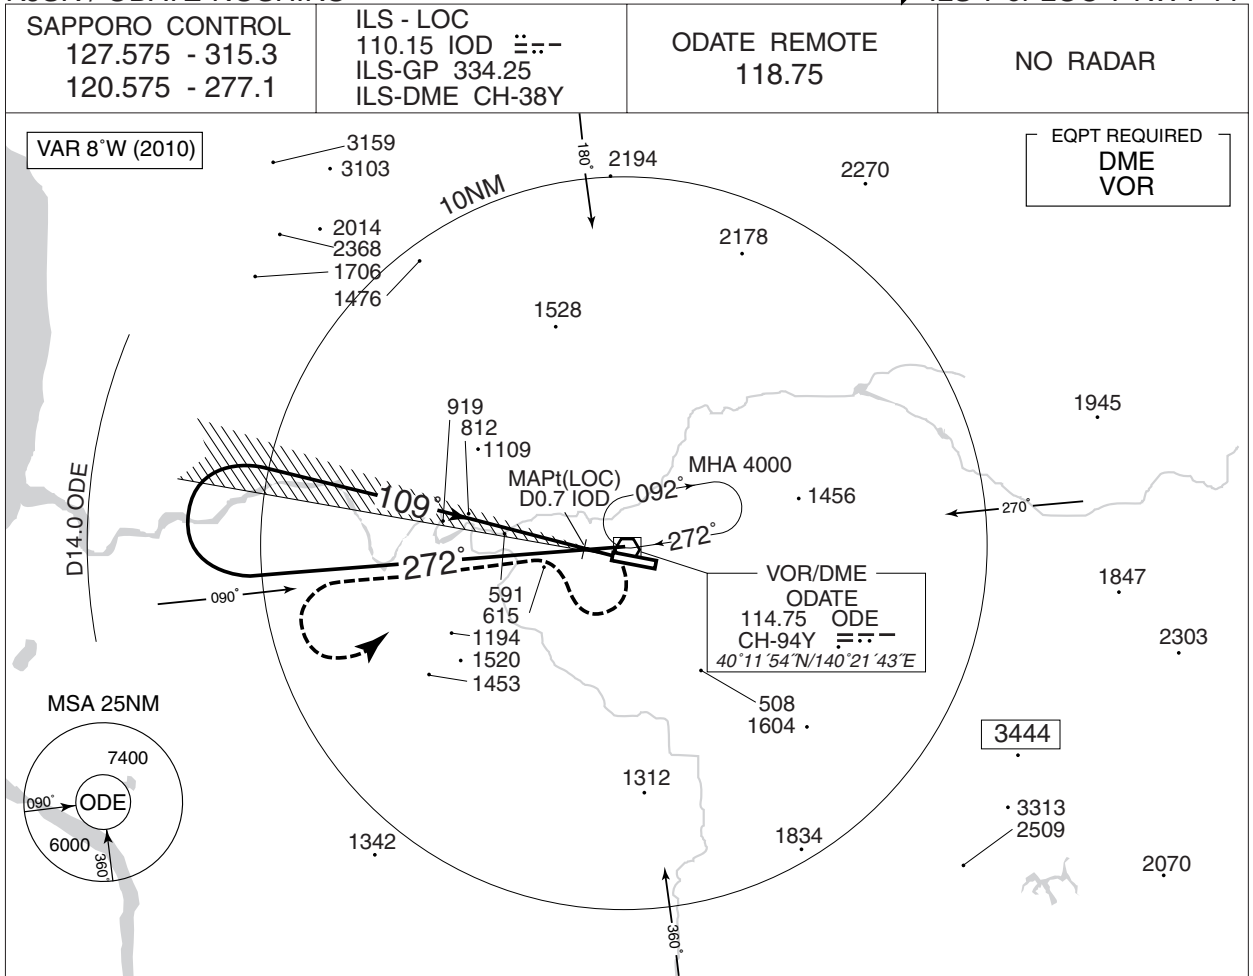 SAPPORO CONTROL
127.575 - 315.3
120.575 - 277.1
ILS - LOC
110.15 IOD
ILS-GP 334.25
ILS-DME CH-38Y
ODATE REMOTE
118.75
NO RADAR
VAR 8°W (2010)
EQPT REQUIRED
DME
VOR
3159
3103
180°
2194
2270
10NM
2014
2368
2178
1706
1476
1528
D14.0 ODE
919
812
1109
1945
MAPt(LOC)
D0.7 IOD
MHA 4000
109°
092°
1456
270°
272°
272°
090°
591
615
1194
1520
1453
VOR/DME
ODATE
114.75 ODE
CH-94Y
40°11´54˝N/140°21´43˝E
1847
2303
508
1604
3444
MSA 25NM
7400
090°
ODE
6000
360°
1312
3313
2509
1342
1834
2070
360°